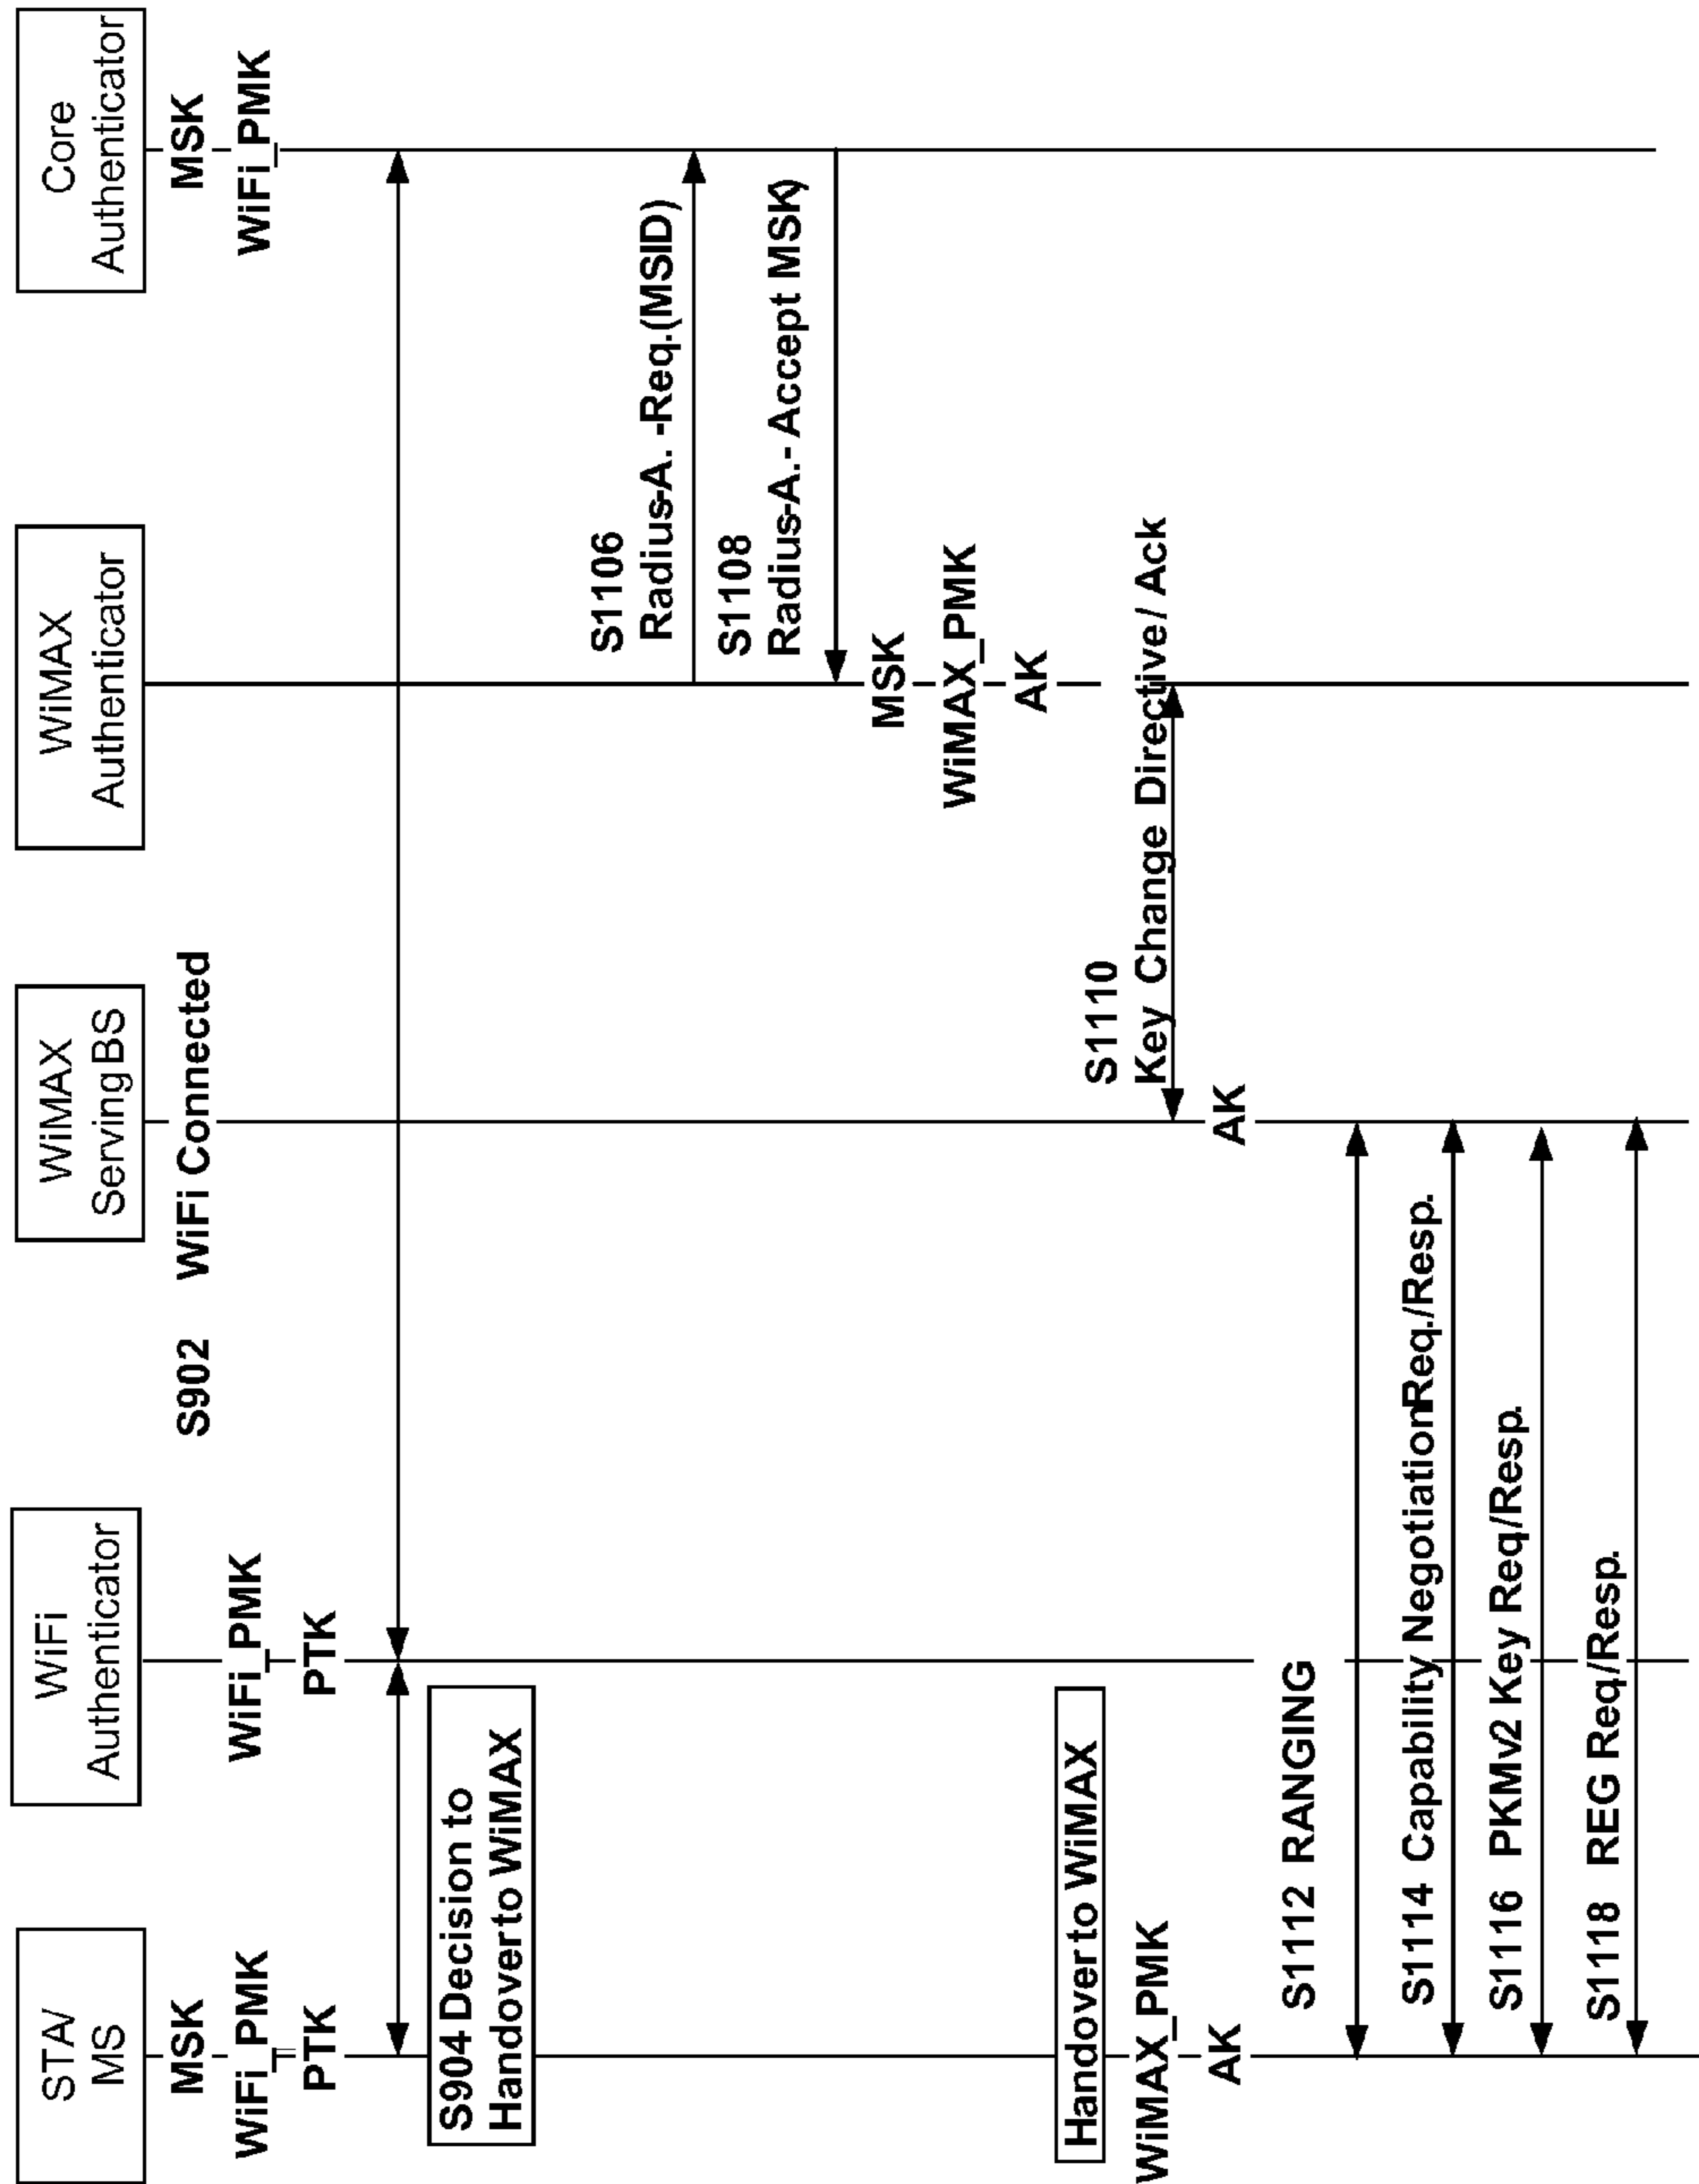 STA/
MS
WiFi
Authenticator
WiMAX
Serving BS
WiMAX
Authenticator
Core
Authenticator
MSK
S902 WiFi Connected
MSK
WiFi_PMK
WiFi_PMK
WiFi_PMK
PTK
PTK
S904 Decision to
Handover to WiMAX
S1106
Radius-A. -Req.(MSID)
S1108
Radius-A.- Accept MSK)
MSK
WiMAX_PMK
AK
Handover to WiMAX
S1110
Key Change Directive / Ack
WiMAX_PMK
AK
AK
S1112 RANGING
S1114 Capability Negotiation Req./Resp.
S1116 PKMv2 Key Req/Resp.
S1118 REG Req/Resp.